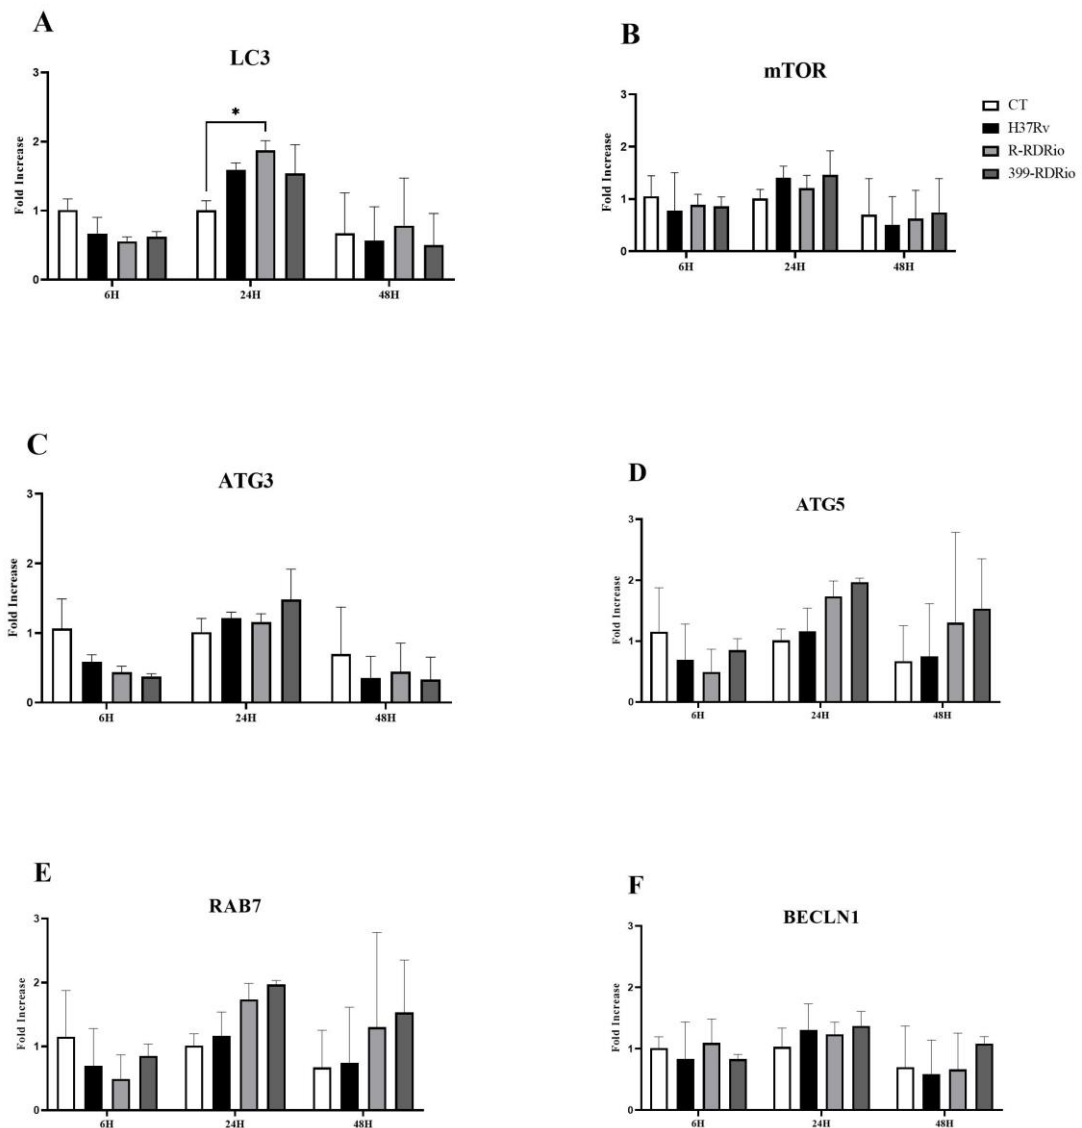 A
LC3
Fold Increase
3
2
1
0
*
6H 24H 48H
B
mTOR
Fold Increase
3
2
1
0
6H 24H 48H
CT
H37Rv
R-RDRio
399-RDRio
C
ATG3
Fold Increase
3
2
1
0
6H 24H 48H
D
ATG5
Fold Increase
3
2
1
0
6H 24H 48H
E
RAB7
Fold Increase
3
2
1
0
6H 24H 48H
F
BECLN1
Fold Increase
3
2
1
0
6H 24H 48H